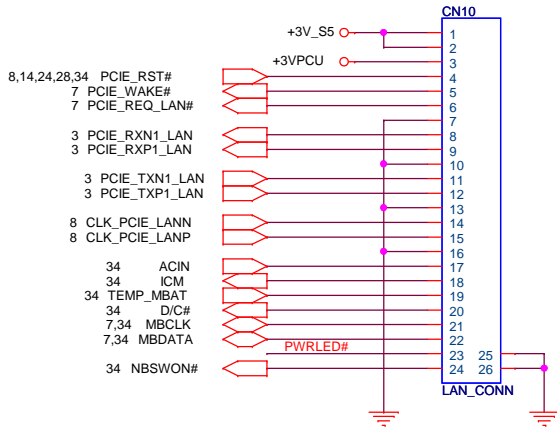 CN10
+3V_S5 1
2
+3VPCU 3
8,14,24,28,34 PCIE_RST# 4
7 PCIE_WAKE# 5
7 PCIE_REQ_LAN# 6
7
3 PCIE_RXN1_LAN 8
3 PCIE_RXP1_LAN 9
10
3 PCIE_TXN1_LAN 11
3 PCIE_TXP1_LAN 12
13
8 CLK_PCIE_LANN 14
8 CLK_PCIE_LANP 15
16
34 ACIN 17
34 ICM 18
34 TEMP_MBAT 19
34 D/C# 20
7,34 MBCLK 21
7,34 MBDATA 22
PWRLED# 23 25
34 NBSWON# 24 26
LAN_CONN